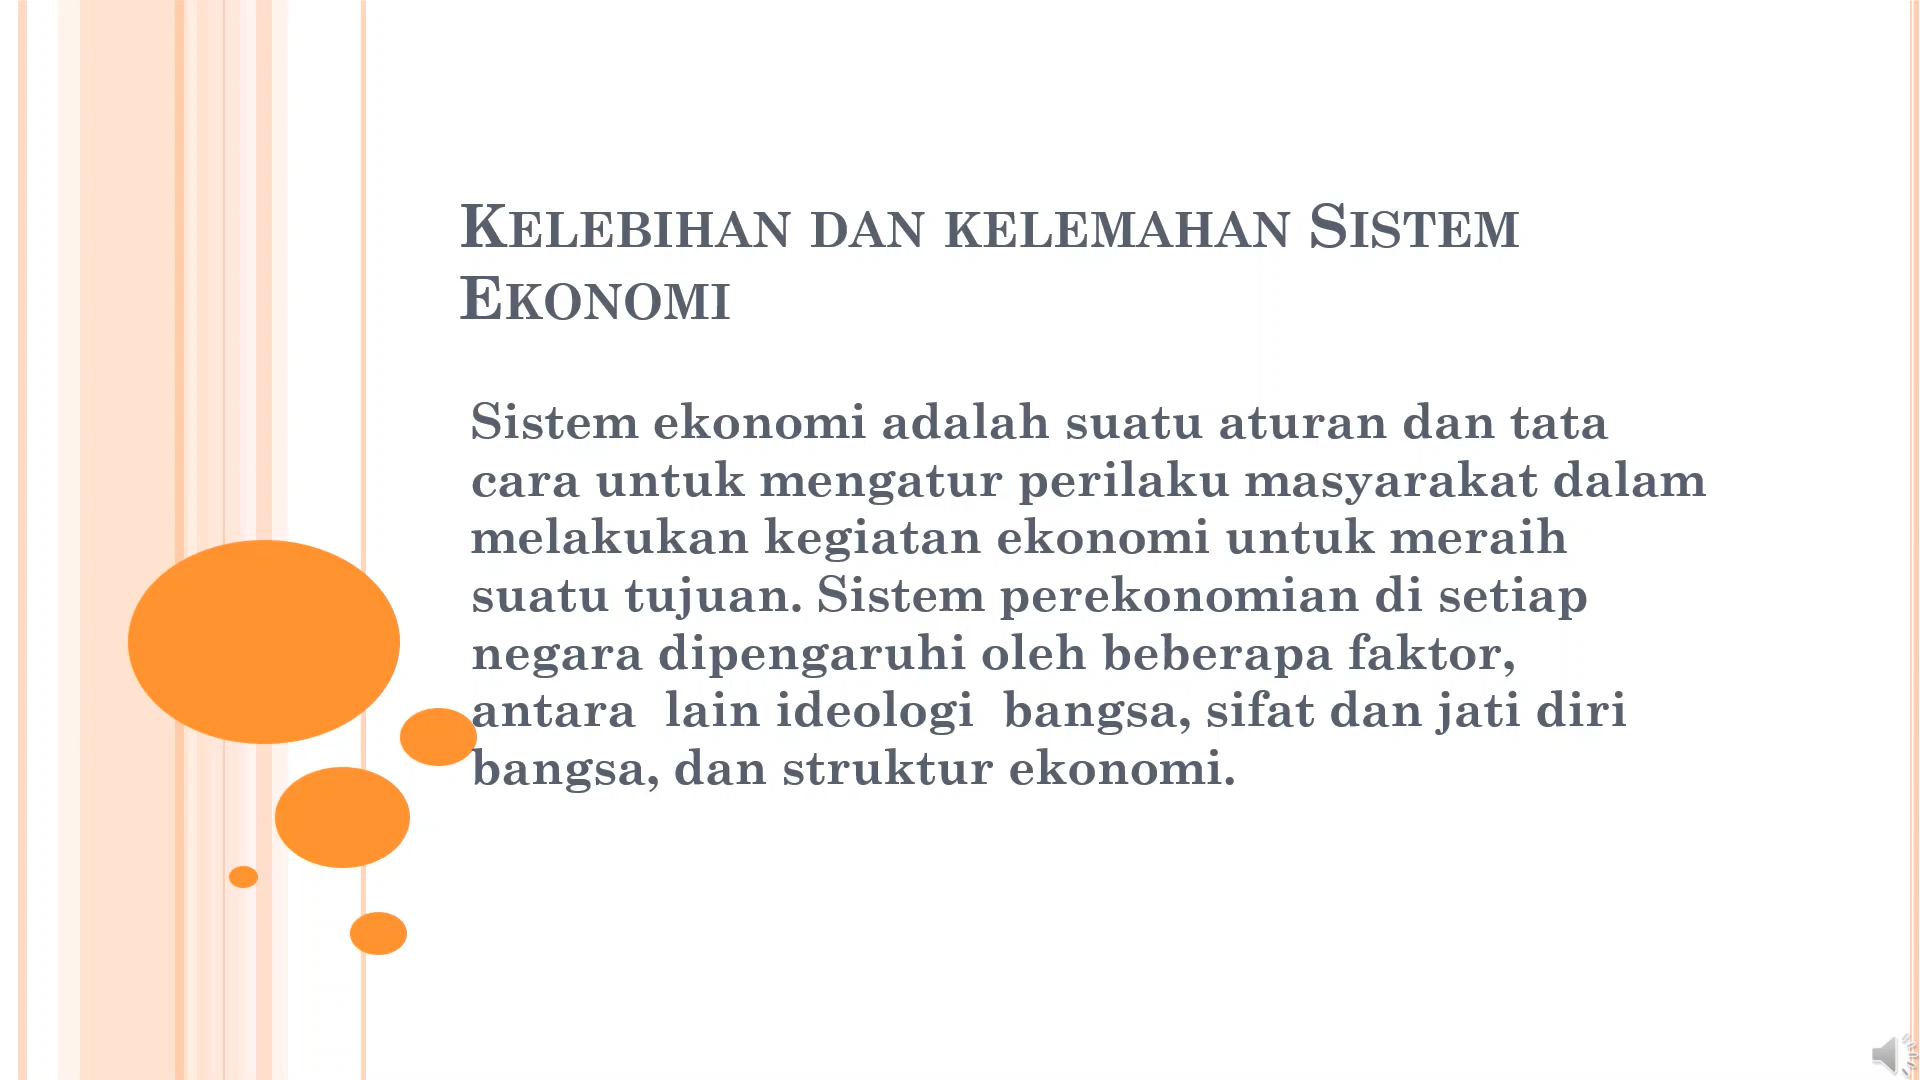 Kelebihan dan kelemahan Sistem
Ekonomi
Sistem ekonomi adalah suatu aturan dan tata
cara untuk mengatur perilaku masyarakat dalam
melakukan kegiatan ekonomi untuk meraih
suatu tujuan. Sistem perekonomian di setiap
negara dipengaruhi oleh beberapa faktor,
antara  lain ideologi  bangsa, sifat dan jati diri
bangsa, dan struktur ekonomi.